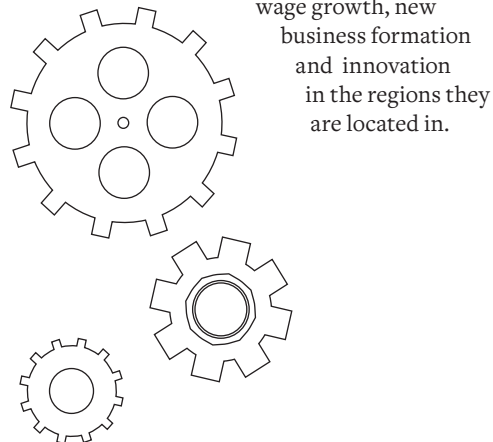 wage growth, new
business formation
and innovation
in the regions they
are located in.